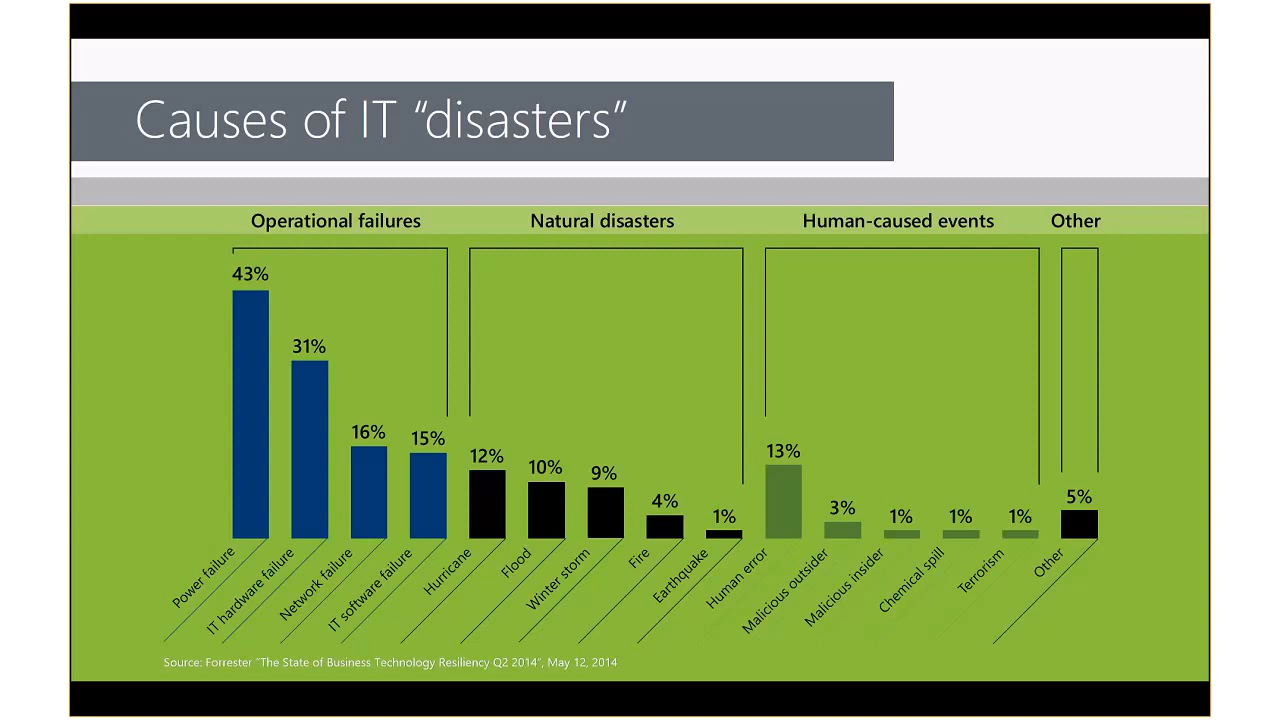 Causes of IT “disasters”
Operational failures
Natural disasters
Human-caused events
Other
43%
31%
16%
15%
12%
10%
9%
4%
1%
13%
3%
1%
1%
1%
5%
Power failure
IT hardware failure
Network failure
IT software failure
Hurricane
Flood
Winter storm
Fire
Earthquake
Human error
Malicious outsider
Malicious insider
Chemical spill
Terrorism
Other
Source: Forrester “The State of Business Technology Resiliency Q2 2014”, May 12, 2014